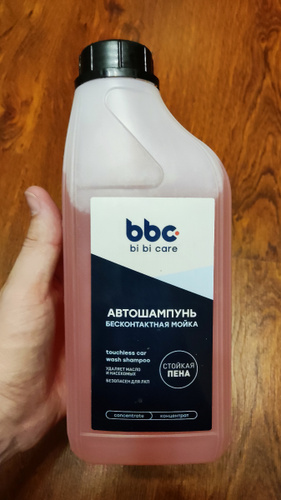 bbc
bi bi care
АВТОШАМПУНЬ
БЕСКОНТАКТНАЯ МОЙКА
touchless car
wash shampoo
УДАЛЯЕТ МАСЛО
И НАСЕКОМЫХ
БЕЗОПАСЕН ДЛЯ ЛКП
СТОЙКАЯ
ПЕНА
concentrate
концентрат